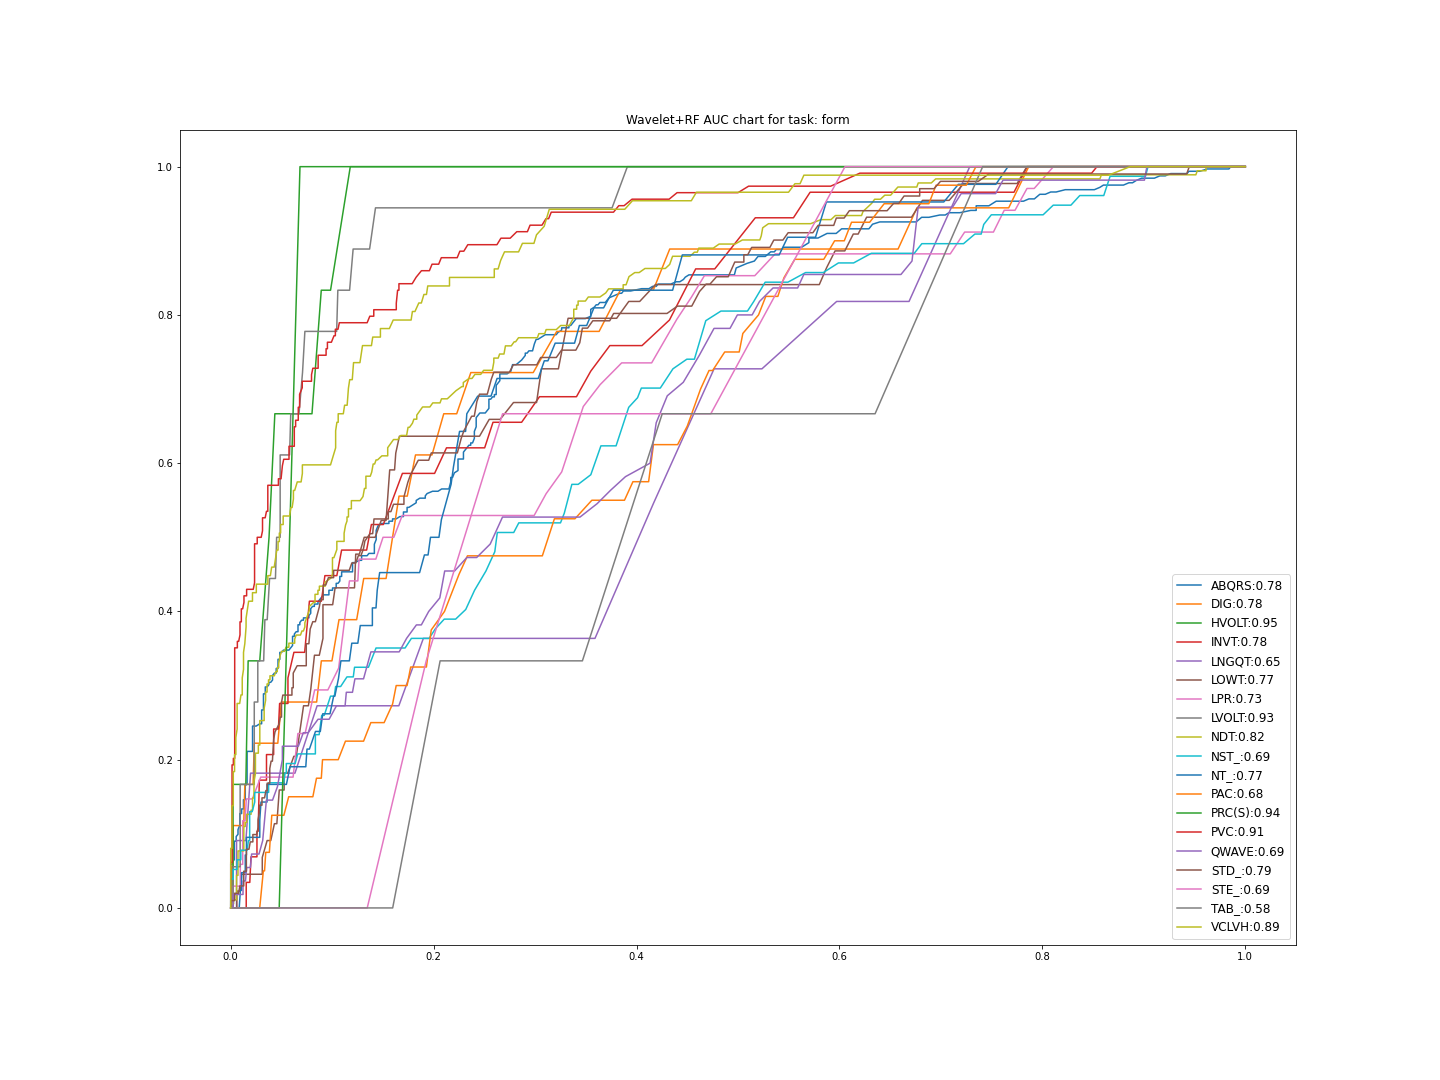 Wavelet+RF AUC chart for task: form
1.0
0.8
0.6
0.4
0.2
0.0
0.0 0.2 0.4 0.6 0.8 1.0
ABQRS:0.78
DIG:0.78
HVOLT:0.95
INVT:0.78
LNGQT:0.65
LOWT:0.77
LPR:0.73
LVOLT:0.93
NDT:0.82
NST_:0.69
NT_:0.77
PAC:0.68
PRC(S):0.94
PVC:0.91
QWAVE:0.69
STD_:0.79
STE_:0.69
TAB_:0.58
VCLVH:0.89